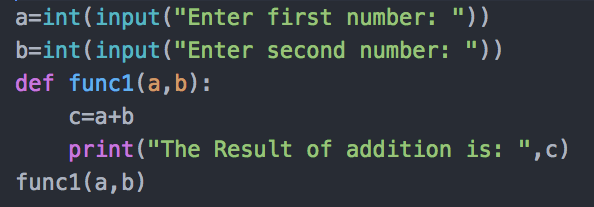 a=int(input("Enter first number: "))
b=int(input("Enter second number: "))
def func1(a,b):
    c=a+b
    print("The Result of addition is: ",c)
func1(a,b)